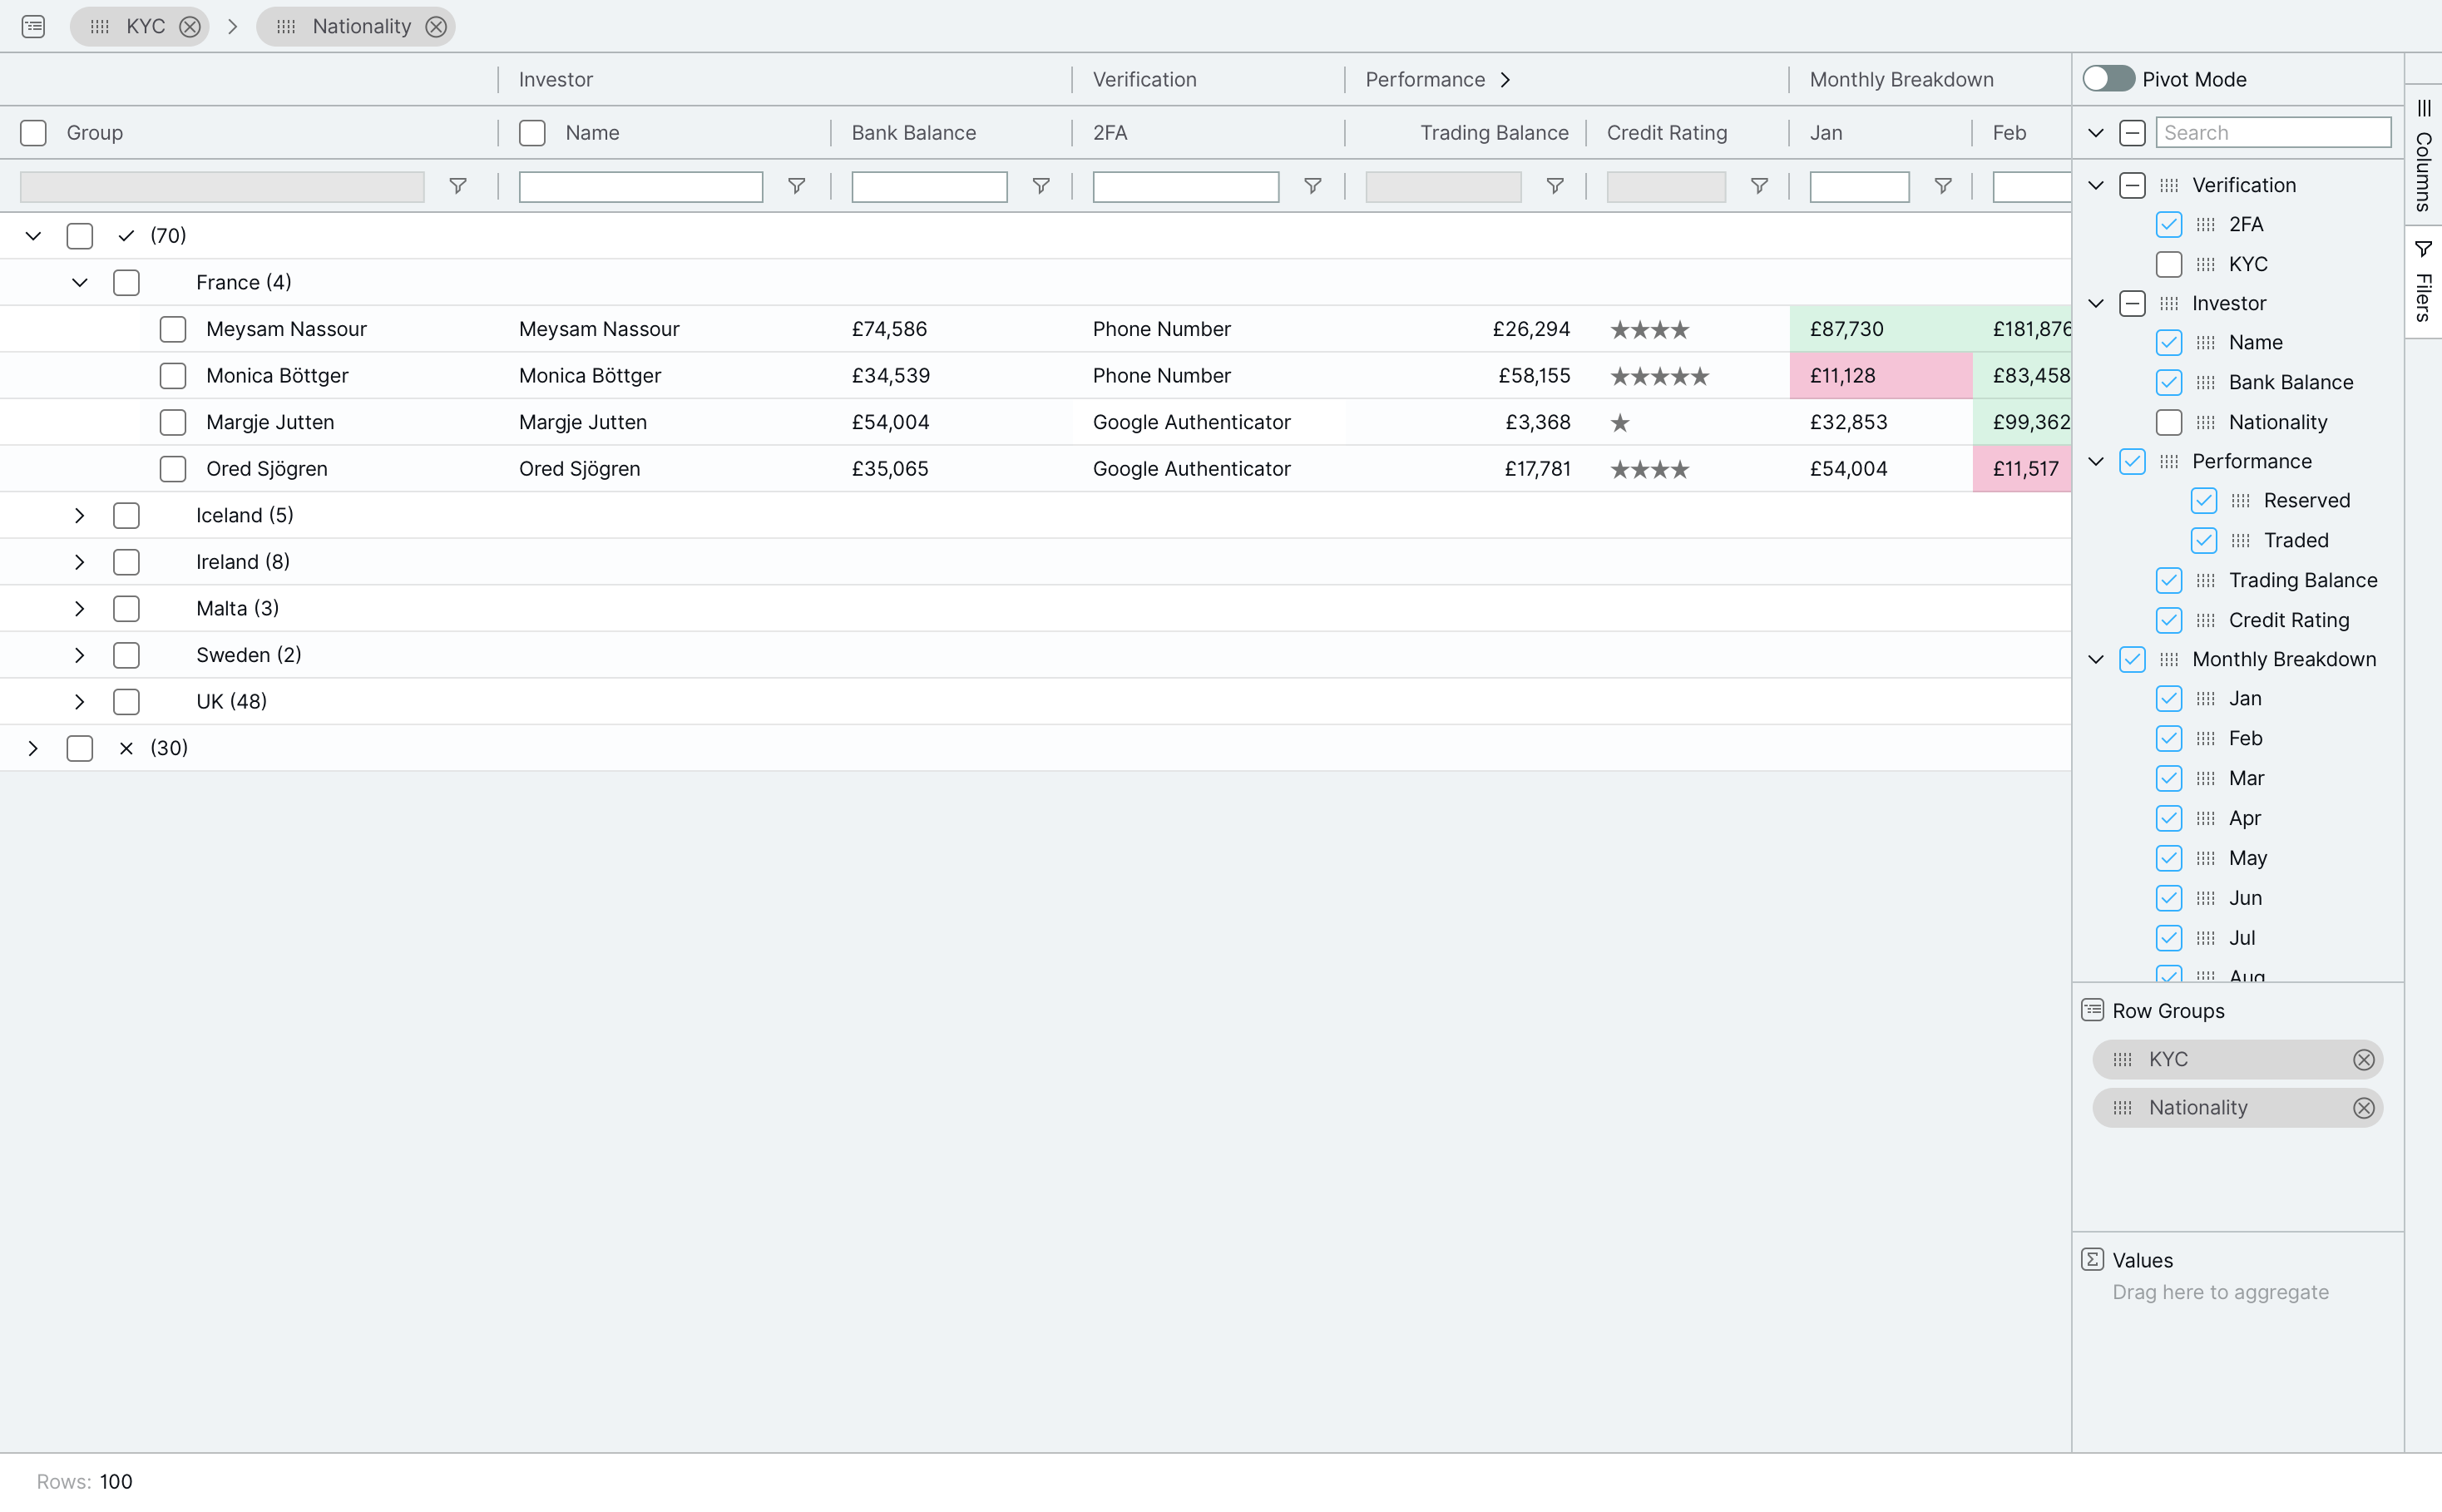 KYC Nationality
Investor Verification Performance Monthly Breakdown
Group Name Bank Balance 2FA Trading Balance Credit Rating Jan Feb
(70)
France (4)
Meysam Nassour Meysam Nassour £74,586 Phone Number £26,294 ★★★★ £87,730 £181,876
Monica Böttger Monica Böttger £34,539 Phone Number £58,155 ★★★★★ £11,128 £83,458
Margje Jutten Margje Jutten £54,004 Google Authenticator £3,368 ★ £32,853 £99,362
Ored Sjögren Ored Sjögren £35,065 Google Authenticator £17,781 ★★★★ £54,004 £11,517
Iceland (5)
Ireland (8)
Malta (3)
Sweden (2)
UK (48)
(30)
Pivot Mode
Search
Verification
2FA
KYC
Investor
Name
Bank Balance
Nationality
Performance
Reserved
Traded
Trading Balance
Credit Rating
Monthly Breakdown
Jan
Feb
Mar
Apr
May
Jun
Jul
Aug
Row Groups
KYC
Nationality
Values
Drag here to aggregate
Columns
Filers
Rows: 100